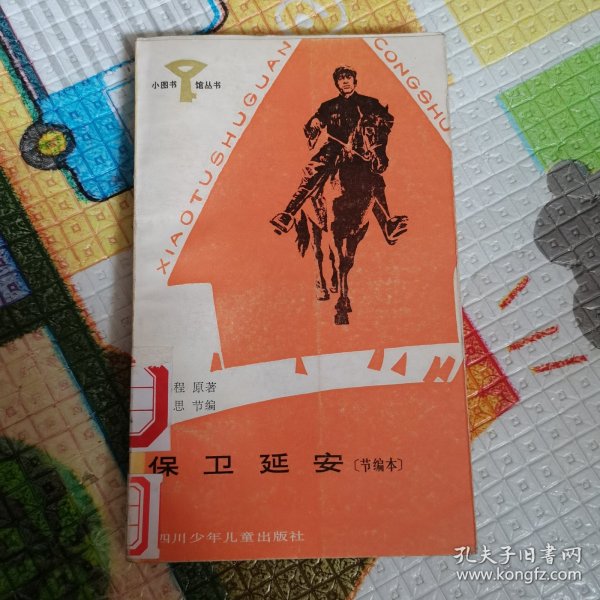 小图书馆丛书
XIAOTUSHUGUAN CONGSHU
程 原著
思 节编
保卫延安〔节编本〕
四川少年儿童出版社
孔夫子旧书网
www.kongfz.com